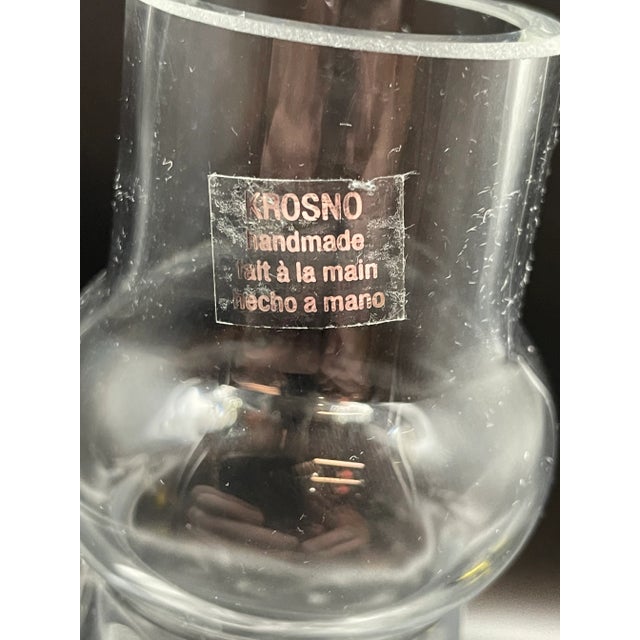 KROSNO
handmade
fait à la main
hecho a mano